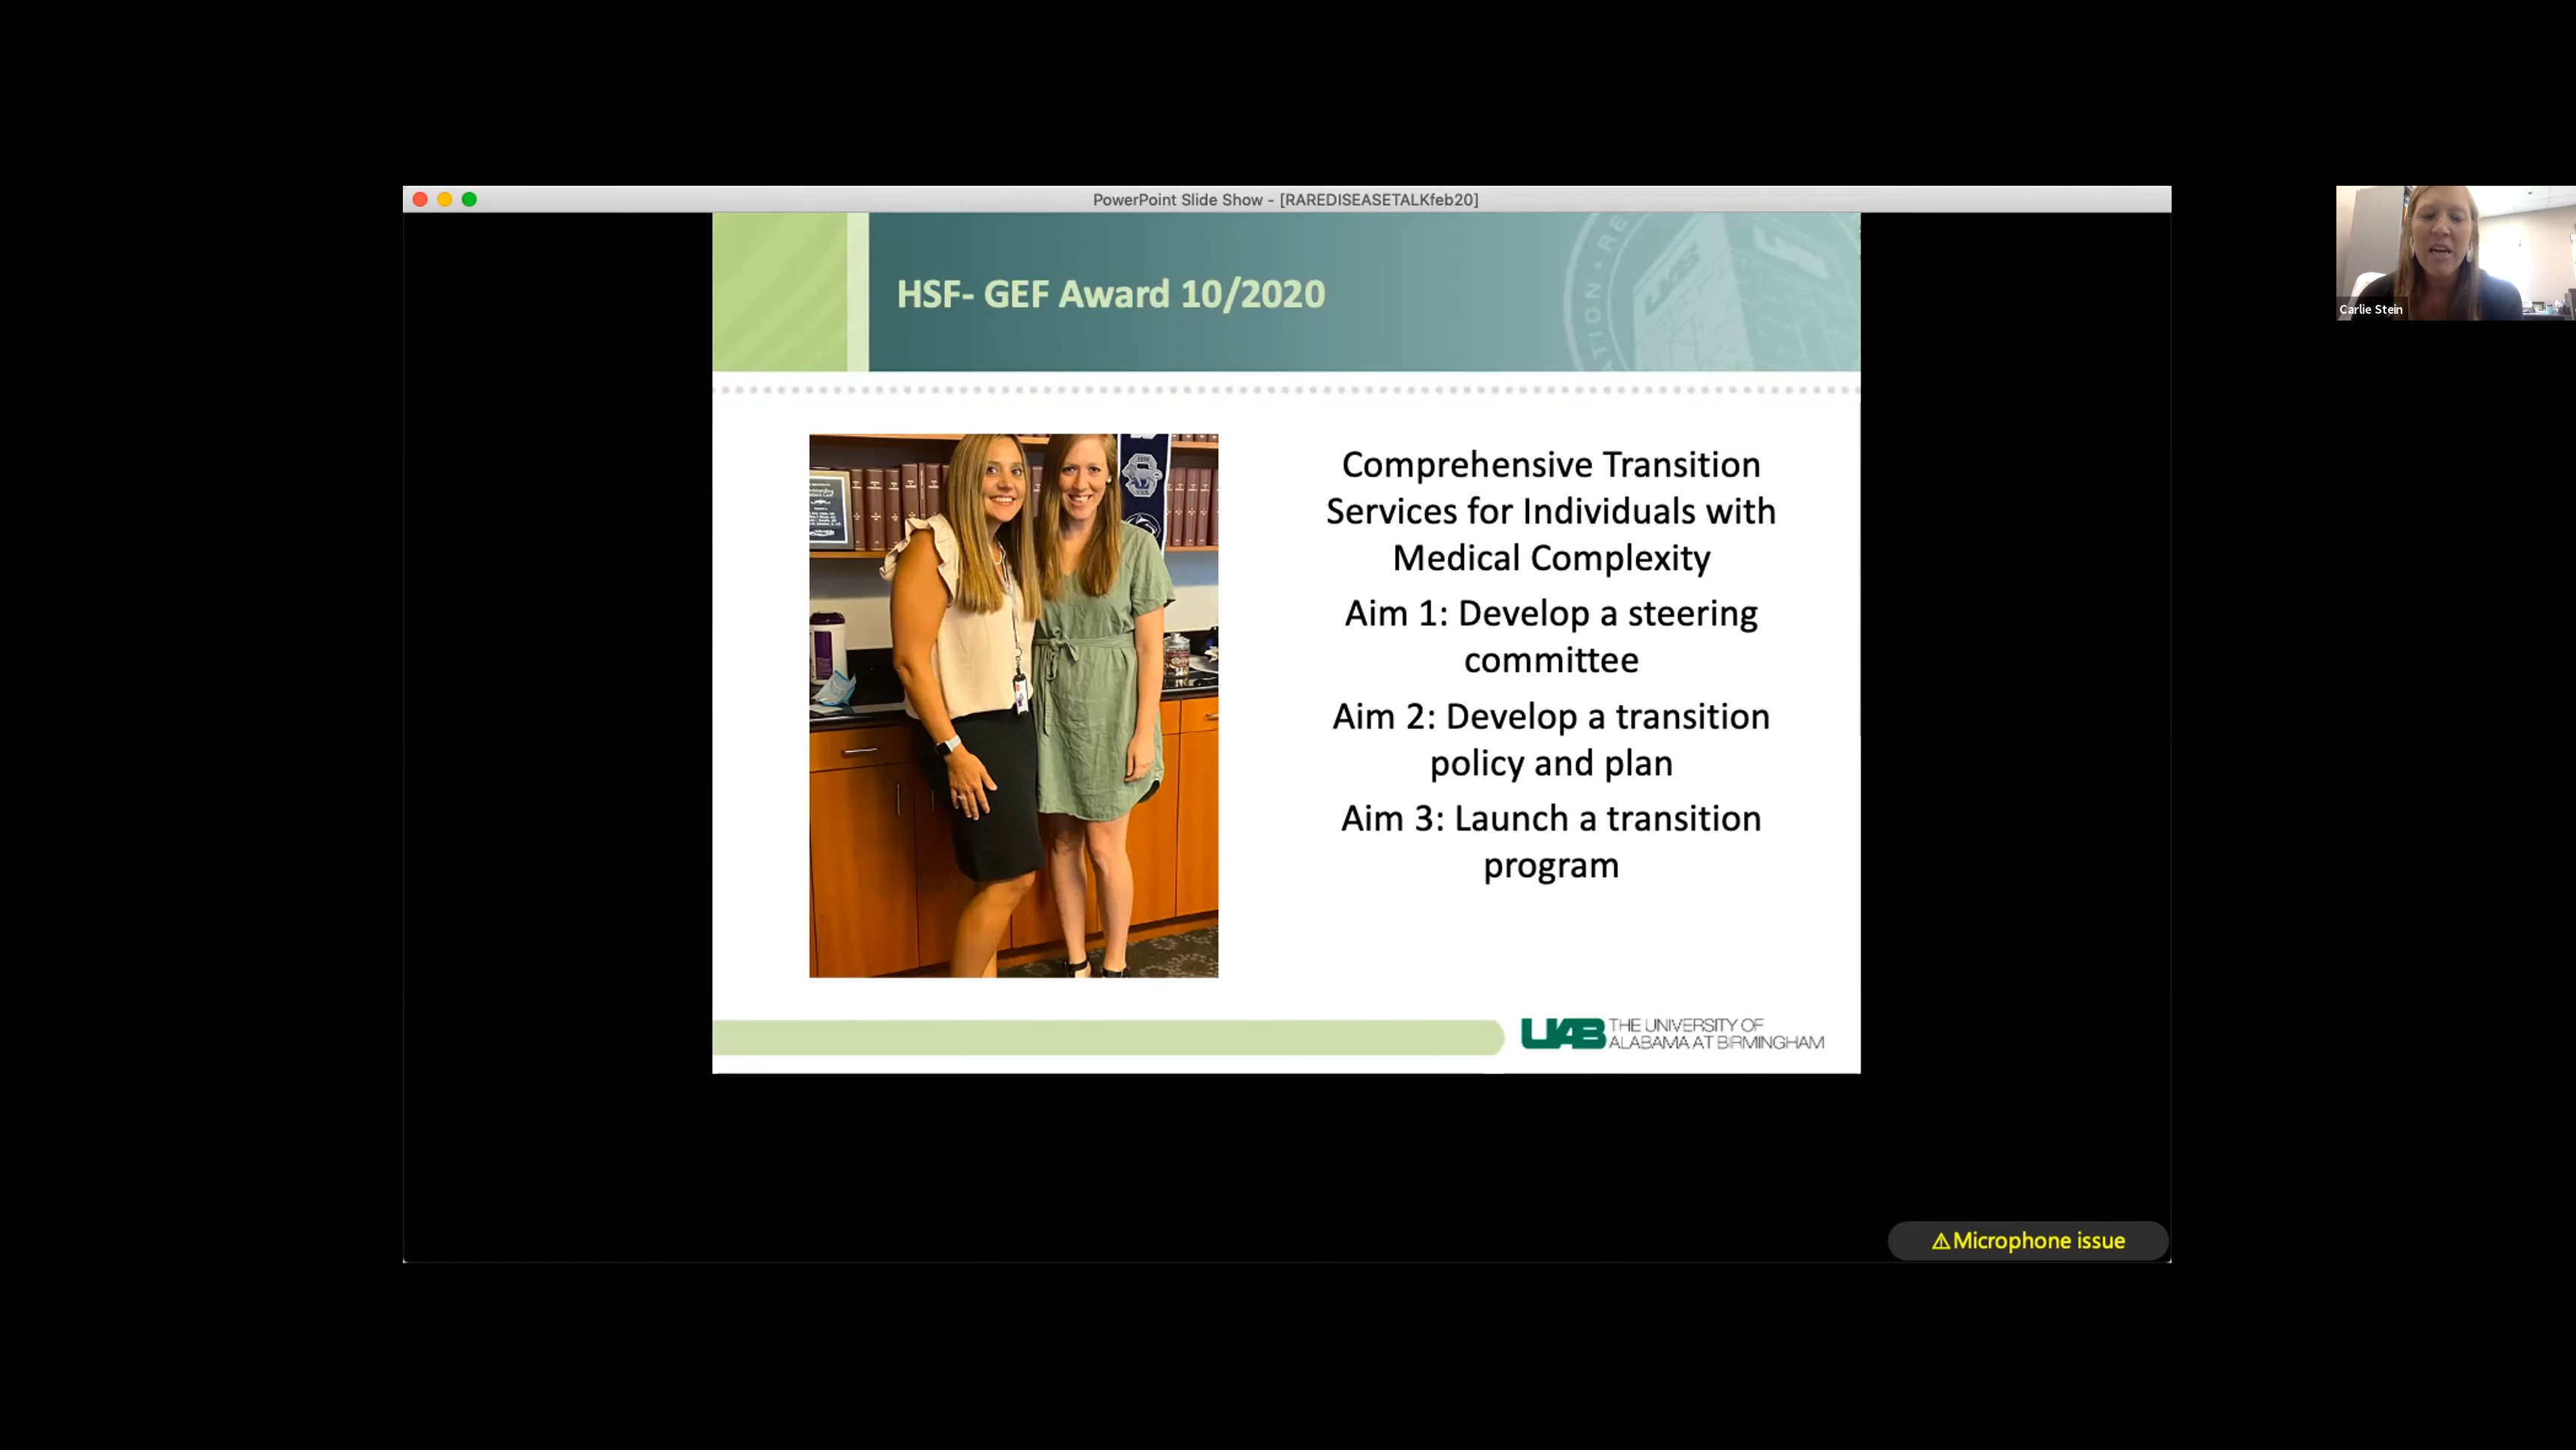 PowerPoint Slide Show - [RAREDISEASETALKfeb20]
HSF- GEF Award 10/2020
Comprehensive Transition
Services for Individuals with
Medical Complexity
Aim 1: Develop a steering
committee
Aim 2: Develop a transition
policy and plan
Aim 3: Launch a transition
program
UAB THE UNIVERSITY OF
ALABAMA AT BIRMINGHAM
Carlie Stein
⚠Microphone issue